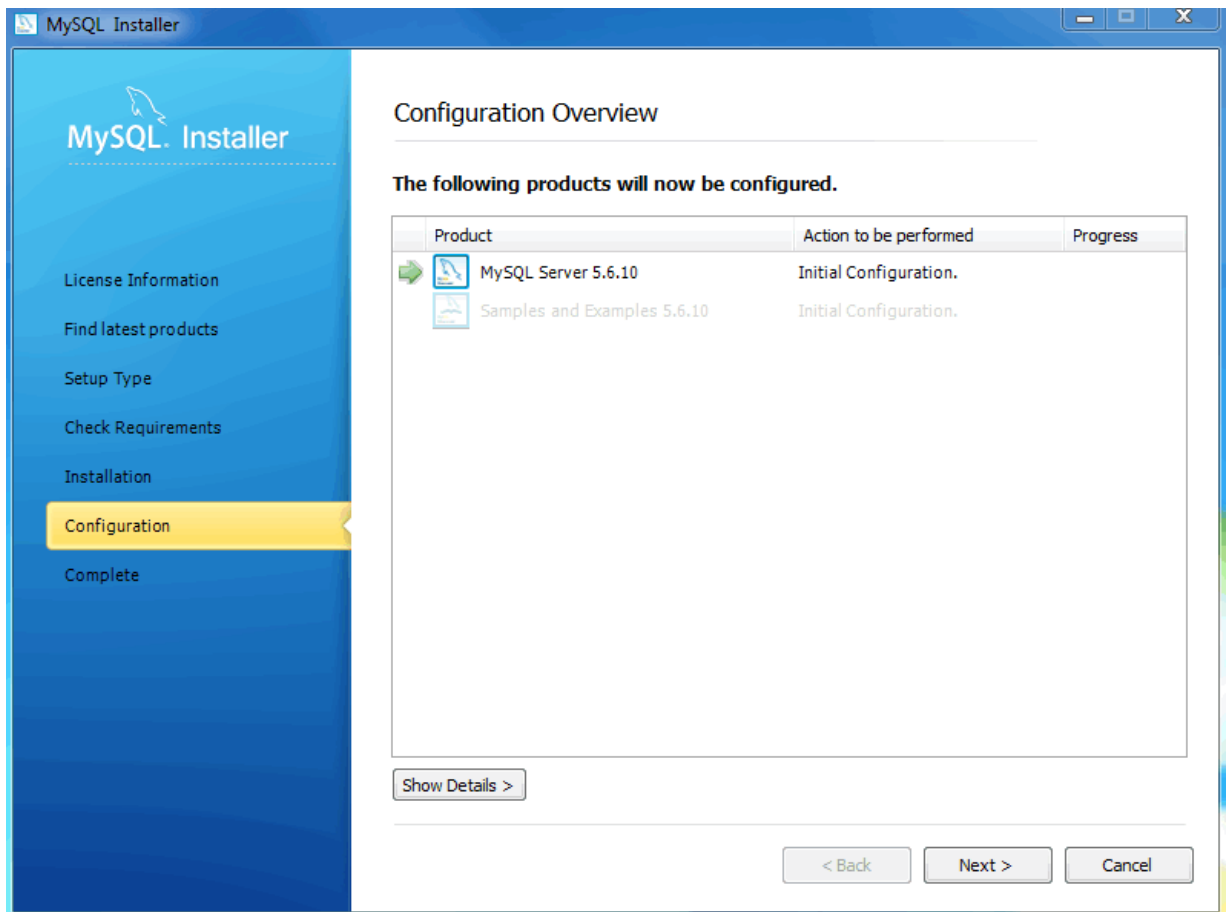 MySQL Installer
MySQL. Installer
License Information
Find latest products
Setup Type
Check Requirements
Installation
Configuration
Complete
Configuration Overview
The following products will now be configured.
Product Action to be performed Progress
MySQL Server 5.6.10 Initial Configuration.
Samples and Examples 5.6.10 Initial Configuration.
Show Details >
< Back Next > Cancel